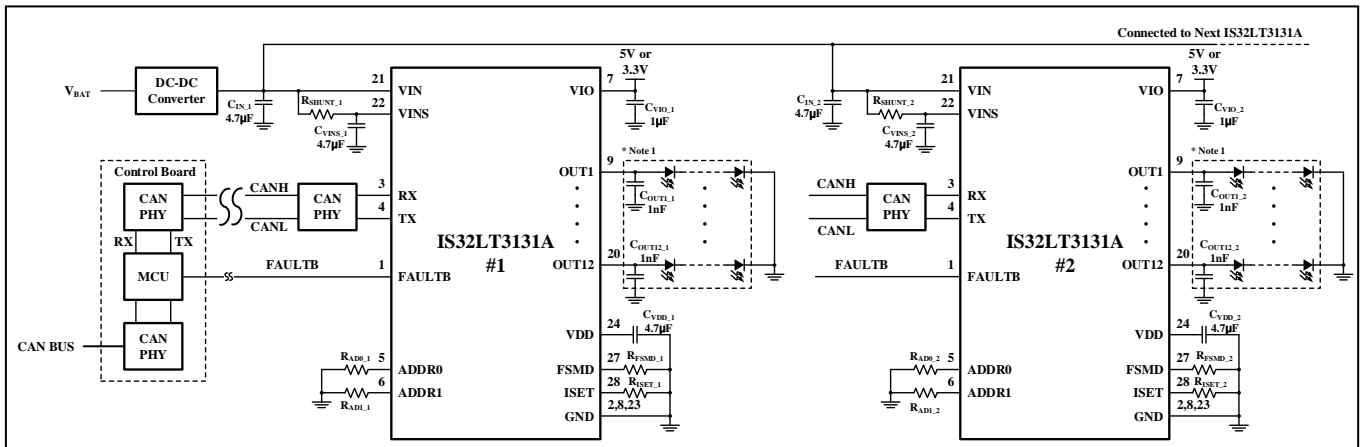 Connected to Next IS32LT3131A
VBAT
DC-DC
Converter
CIN_1
4.7μF
RSHUNT_1
CVINS_1
4.7μF
21
VIN
22
VINS
5V or
3.3V
7
VIO
CVIO_1
1μF
* Note 1
9
OUT1
COUT1_1
1nF
COUT12_1
1nF
20
OUT12
Control Board
CAN
PHY
RX
TX
MCU
CAN
PHY
CAN BUS
CANH
CANL
CAN
PHY
3
RX
4
TX
FAULTB
1
FAULTB
IS32LT3131A
#1
RAD0_1
5
ADDR0
6
ADDR1
RAD1_1
VDD
24
CVDD_1
4.7μF
FSMD
27
RFSMD_1
ISET
28
RISET_1
2,8,23
GND
CIN_2
4.7μF
RSHUNT_2
CVINS_2
4.7μF
21
VIN
22
VINS
5V or
3.3V
7
VIO
CVIO_2
1μF
* Note 1
9
OUT1
COUT1_2
1nF
COUT12_2
1nF
20
OUT12
CANH
CANL
CAN
PHY
3
RX
4
TX
FAULTB
1
FAULTB
IS32LT3131A
#2
RAD0_2
5
ADDR0
6
ADDR1
RAD1_2
VDD
24
CVDD_2
4.7μF
FSMD
27
RFSMD_2
ISET
28
RISET_2
2,8,23
GND